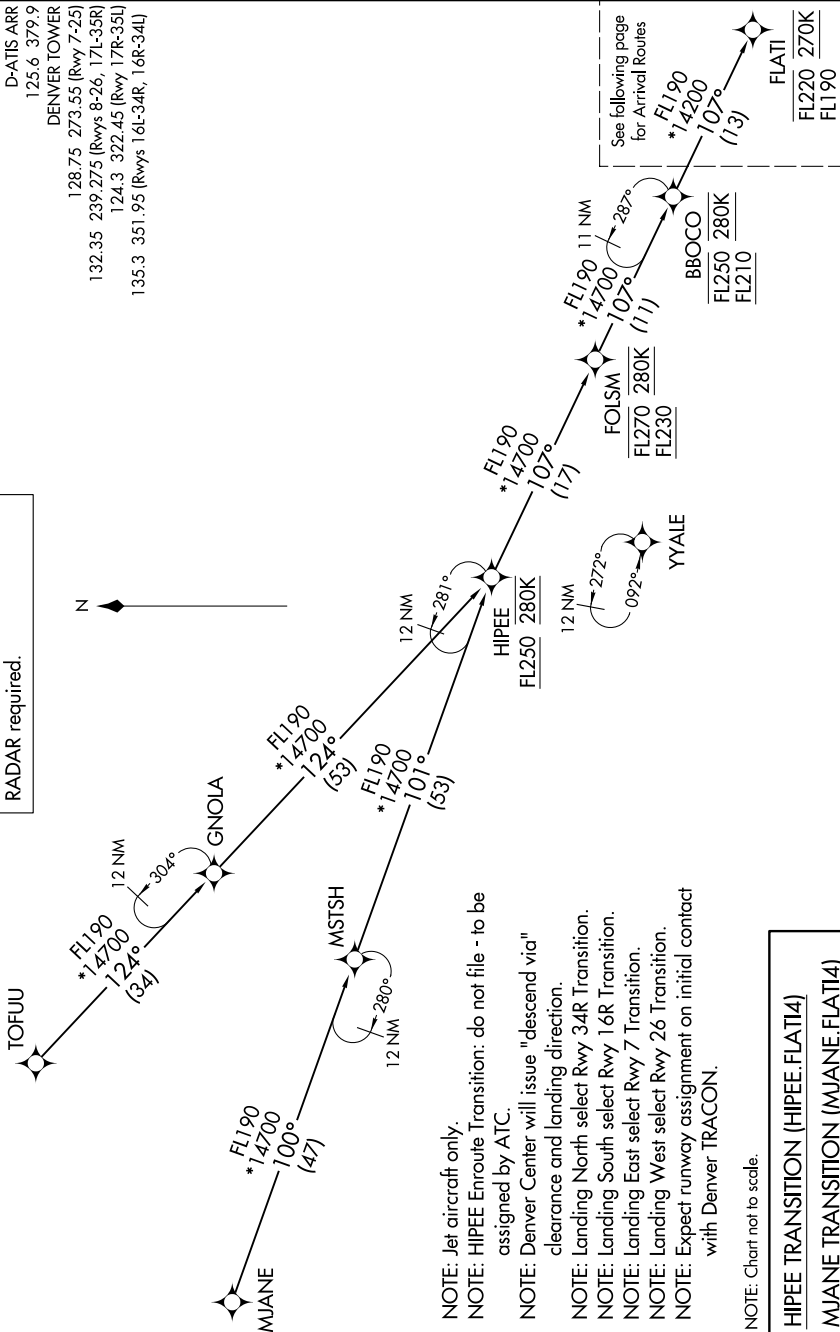 RADAR required.
D-ATIS ARR
125.6 379.9
DENVER TOWER
128.75 273.55 (Rwy 7-25)
132.35 239.275 (Rwys 8-26, 17L-35R)
124.3 322.45 (Rwy 17R-35L)
135.3 351.95 (Rwys 16L-34R, 16R-34L)
N
TOFUU
FL190
*14700
124°
(34)
12 NM
304°
GNOLA
FL190
*14700
124°
(53)
MJANE
FL190
*14700
100°
(47)
MSTSH
280°
12 NM
FL190
*14700
101°
(53)
12 NM
281°
HIPEE
FL250 280K
FL190
*14700
107°
(17)
12 NM
272°
092°
YYALE
FOLSM
FL270 280K
FL230
FL190
*14700
107°
(11)
11 NM
287°
BBOCO
FL250 280K
FL210
See following page
for Arrival Routes
FL190
*14200
107°
(13)
FLATI
FL220 270K
FL190
NOTE: Jet aircraft only.
NOTE: HIPEE Enroute Transition: do not file - to be
assigned by ATC.
NOTE: Denver Center will issue "descend via"
clearance and landing direction.
NOTE: Landing North select Rwy 34R Transition.
NOTE: Landing South select Rwy 16R Transition.
NOTE: Landing East select Rwy 7 Transition.
NOTE: Landing West select Rwy 26 Transition.
NOTE: Expect runway assignment on initial contact
with Denver TRACON.
NOTE: Chart not to scale.
HIPEE TRANSITION (HIPEE.FLATI4)
MJANE TRANSITION (MJANE.FLATI4)